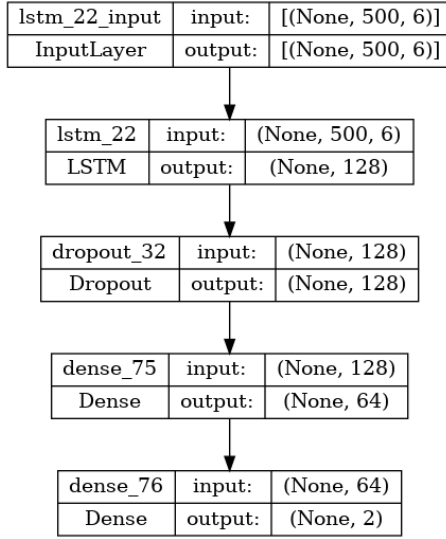 lstm_22_input input: [(None, 500, 6)]
InputLayer output: [(None, 500, 6)]
lstm_22 input: (None, 500, 6)
LSTM output: (None, 128)
dropout_32 input: (None, 128)
Dropout output: (None, 128)
dense_75 input: (None, 128)
Dense output: (None, 64)
dense_76 input: (None, 64)
Dense output: (None, 2)